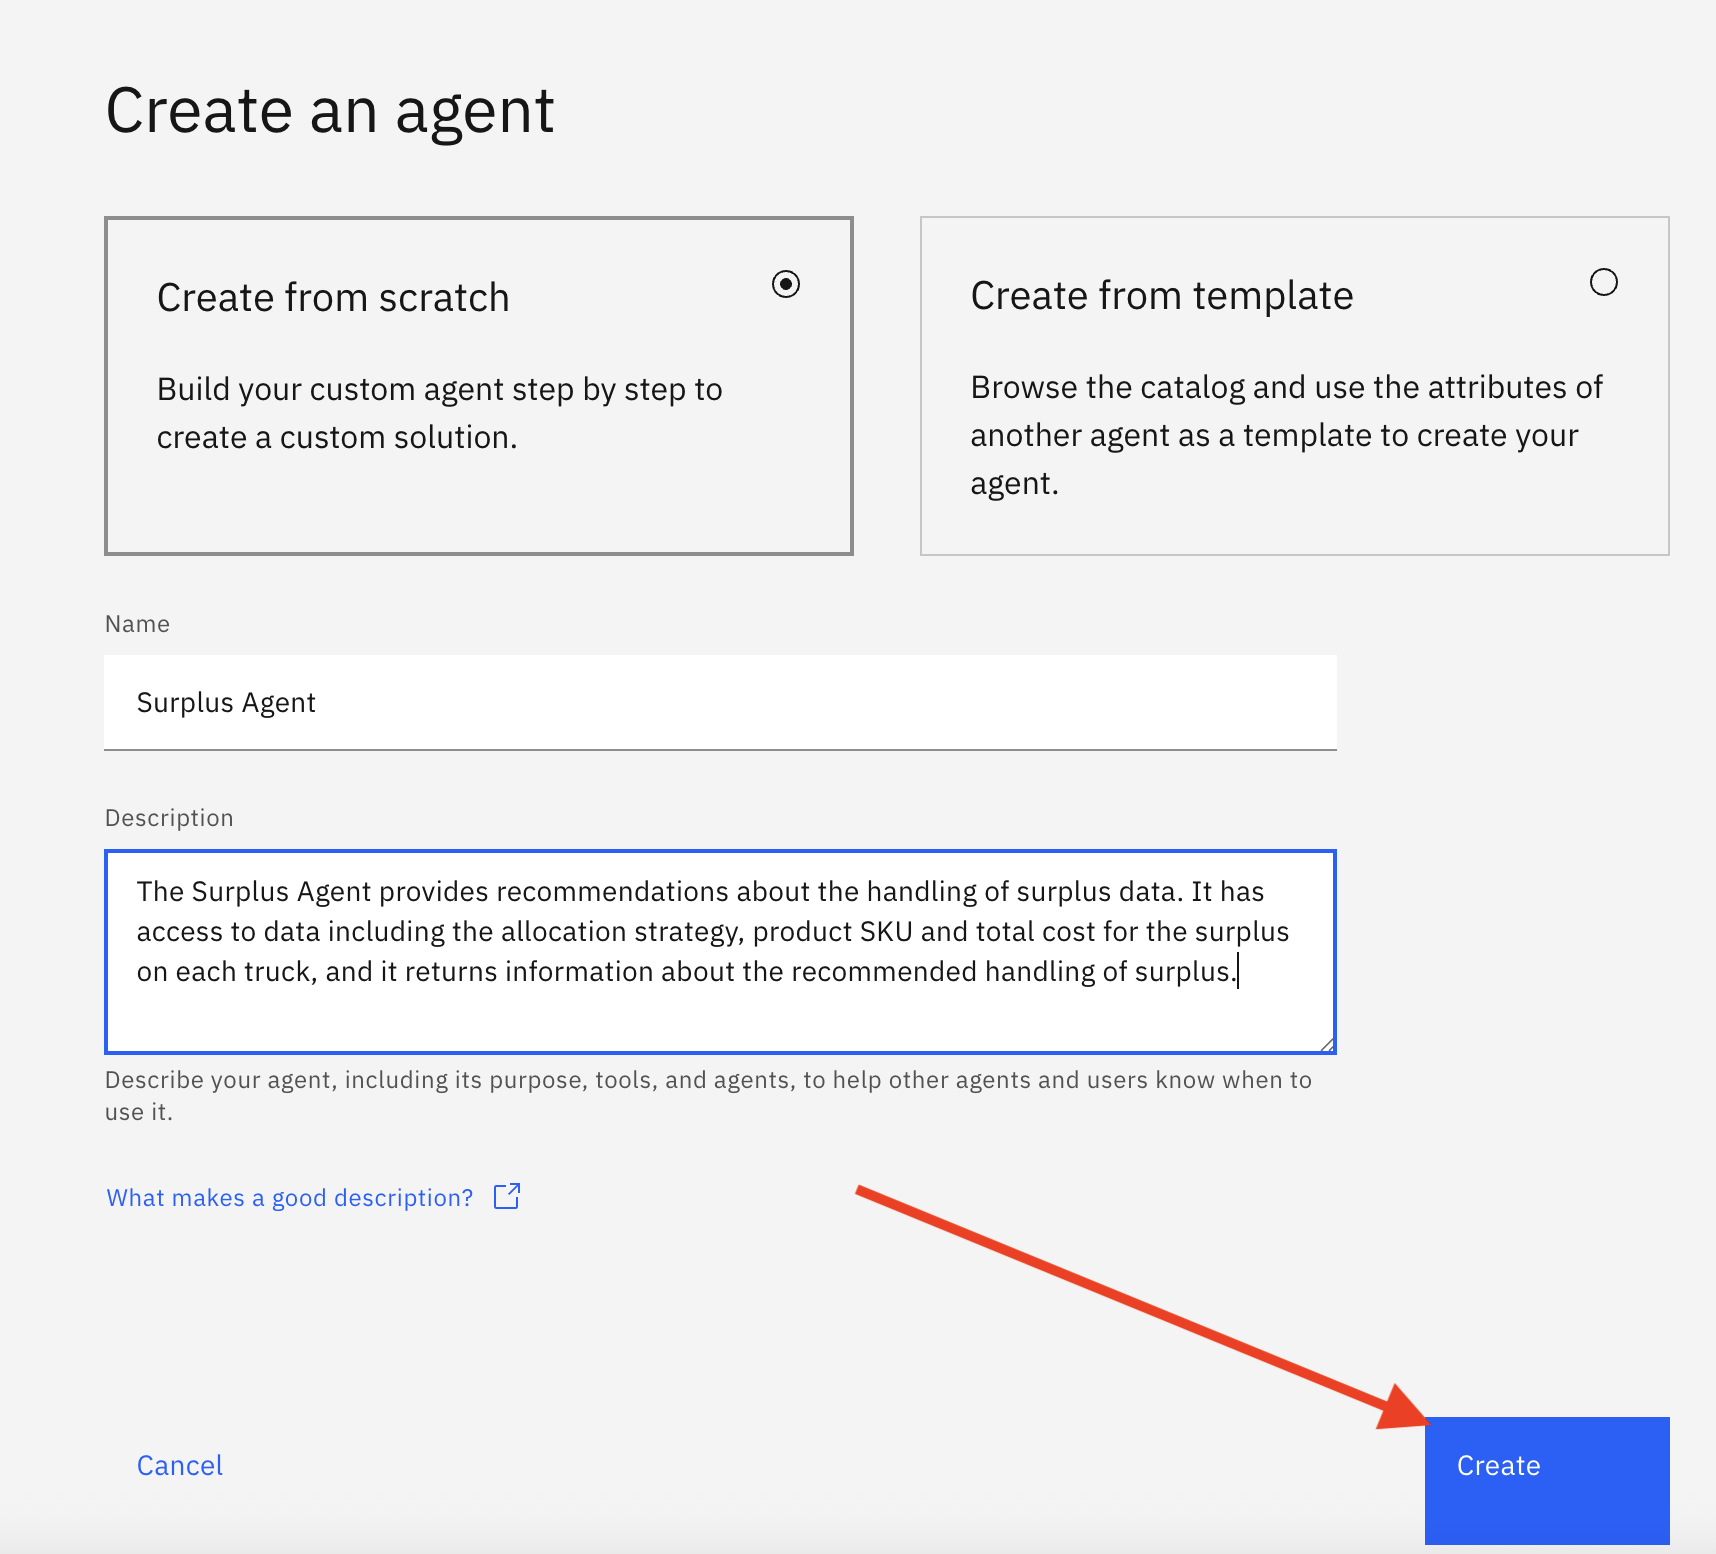 Create an agent
Create from scratch
Build your custom agent step by step to
create a custom solution.
Create from template
Browse the catalog and use the attributes of
another agent as a template to create your
agent.
Name
Surplus Agent
Description
The Surplus Agent provides recommendations about the handling of surplus data. It has
access to data including the allocation strategy, product SKU and total cost for the surplus
on each truck, and it returns information about the recommended handling of surplus.
Describe your agent, including its purpose, tools, and agents, to help other agents and users know when to
use it.
What makes a good description?
Cancel
Create